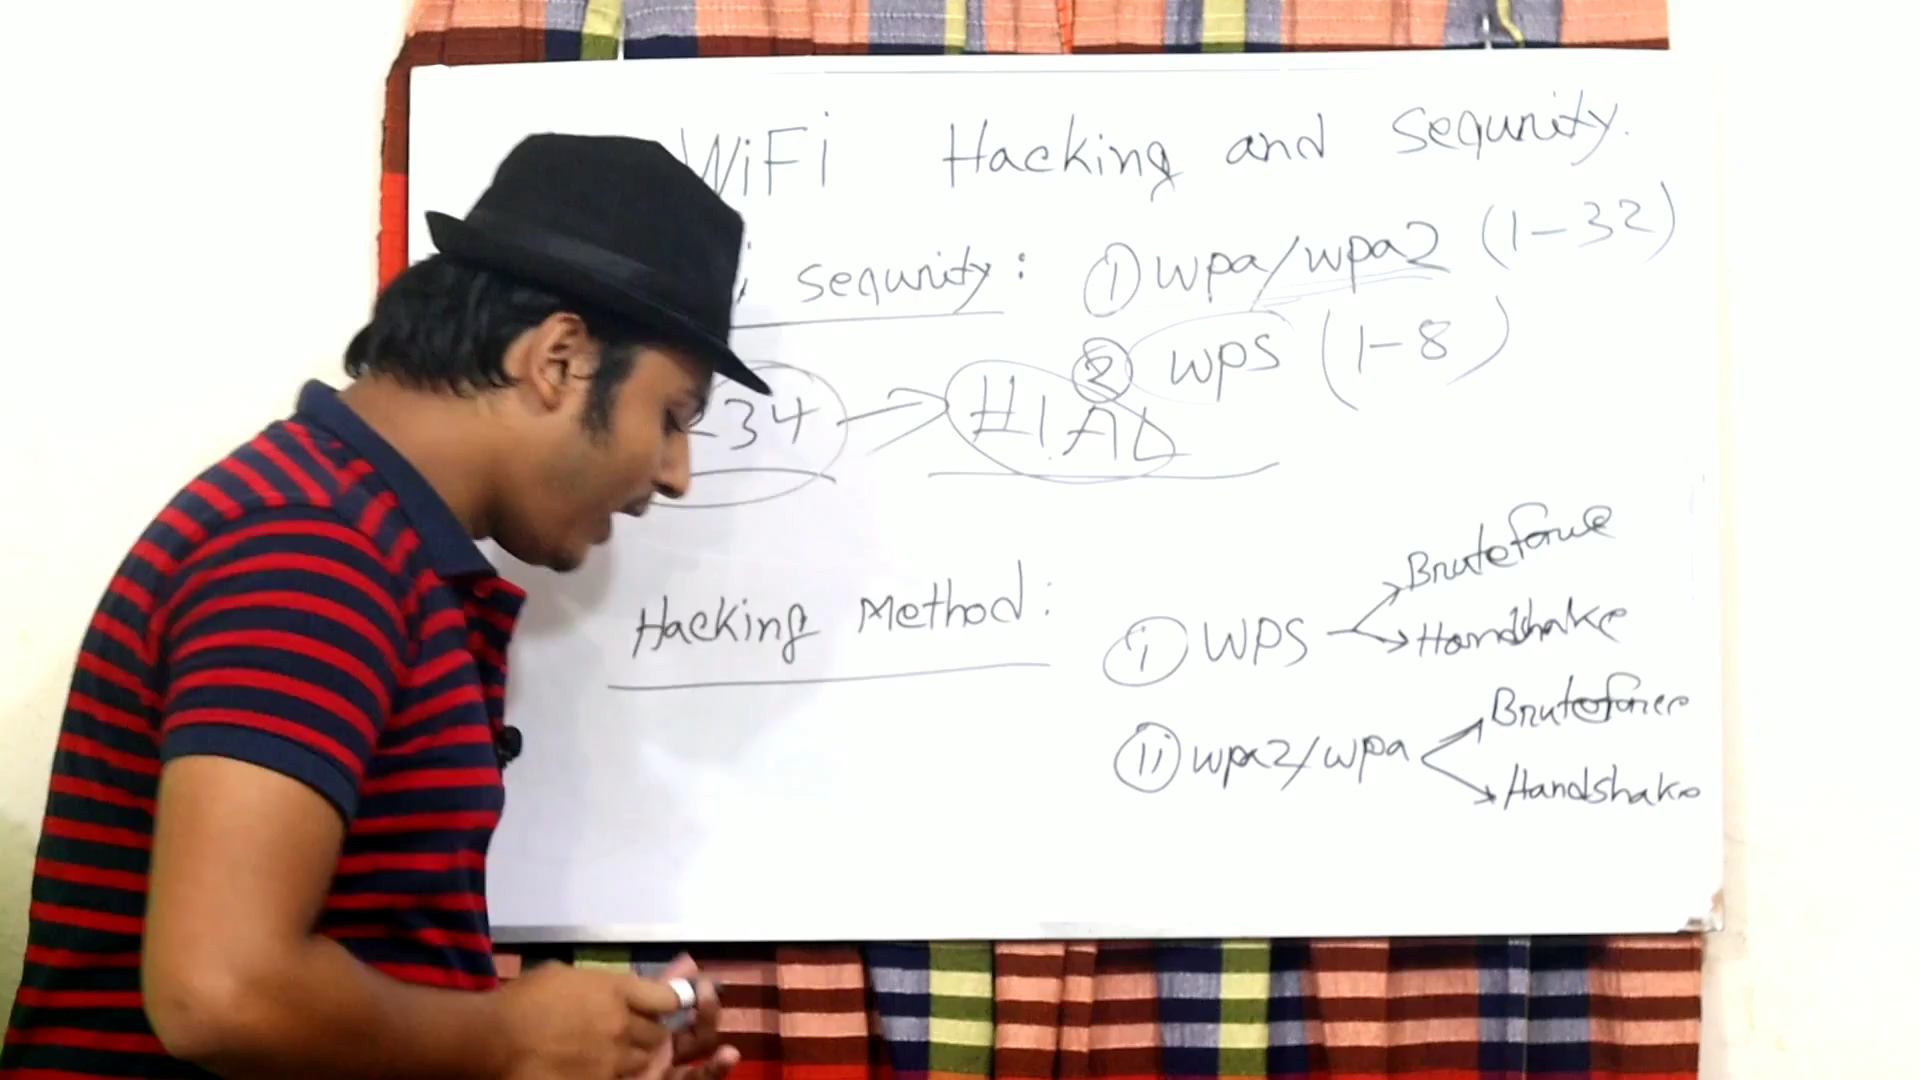 WiFi Hacking and Sequrity.
sequrity: ① wpa/wpa2 (1-32)
② wps (1-8)
234 → #1AD
Hacking Method:
ⓘ WPS → Bruteforce
→ Handshake
ⓘⓘ wpa2/wpa → Bruteforce
→ Handshake